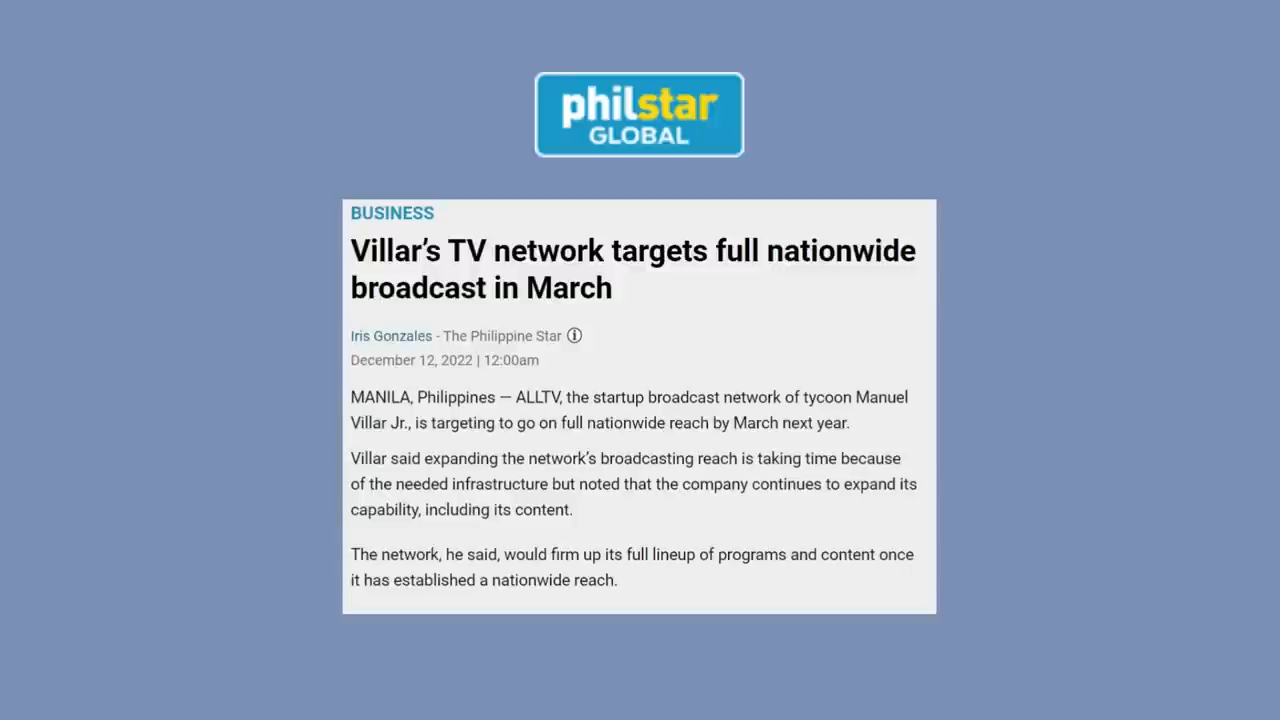 philstar
GLOBAL
BUSINESS
Villar’s TV network targets full nationwide
broadcast in March
Iris Gonzales - The Philippine Star
December 12, 2022 | 12:00am
MANILA, Philippines — ALLTV, the startup broadcast network of tycoon Manuel
Villar Jr., is targeting to go on full nationwide reach by March next year.
Villar said expanding the network’s broadcasting reach is taking time because
of the needed infrastructure but noted that the company continues to expand its
capability, including its content.
The network, he said, would firm up its full lineup of programs and content once
it has established a nationwide reach.